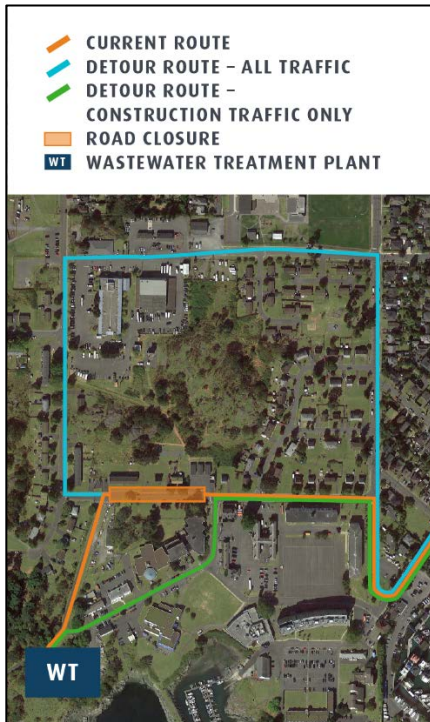 CURRENT ROUTE
DETOUR ROUTE – ALL TRAFFIC
DETOUR ROUTE –
CONSTRUCTION TRAFFIC ONLY
ROAD CLOSURE
WT WASTEWATER TREATMENT PLANT
WT